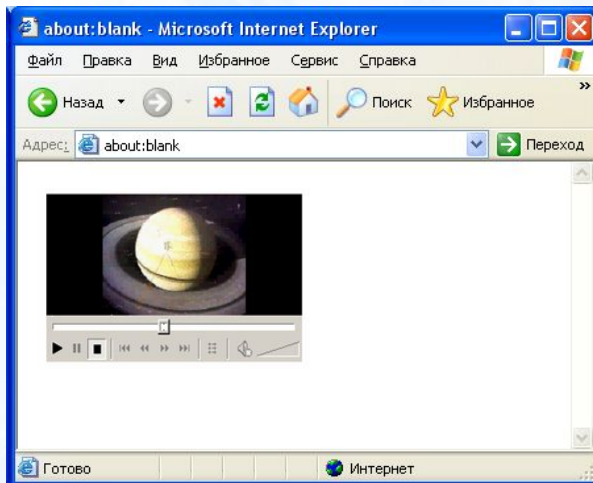 about:blank - Microsoft Internet Explorer
Файл Правка Вид Избранное Сервис Справка
Назад Поиск Избранное »
Адрес: about:blank Переход
Готово Интернет